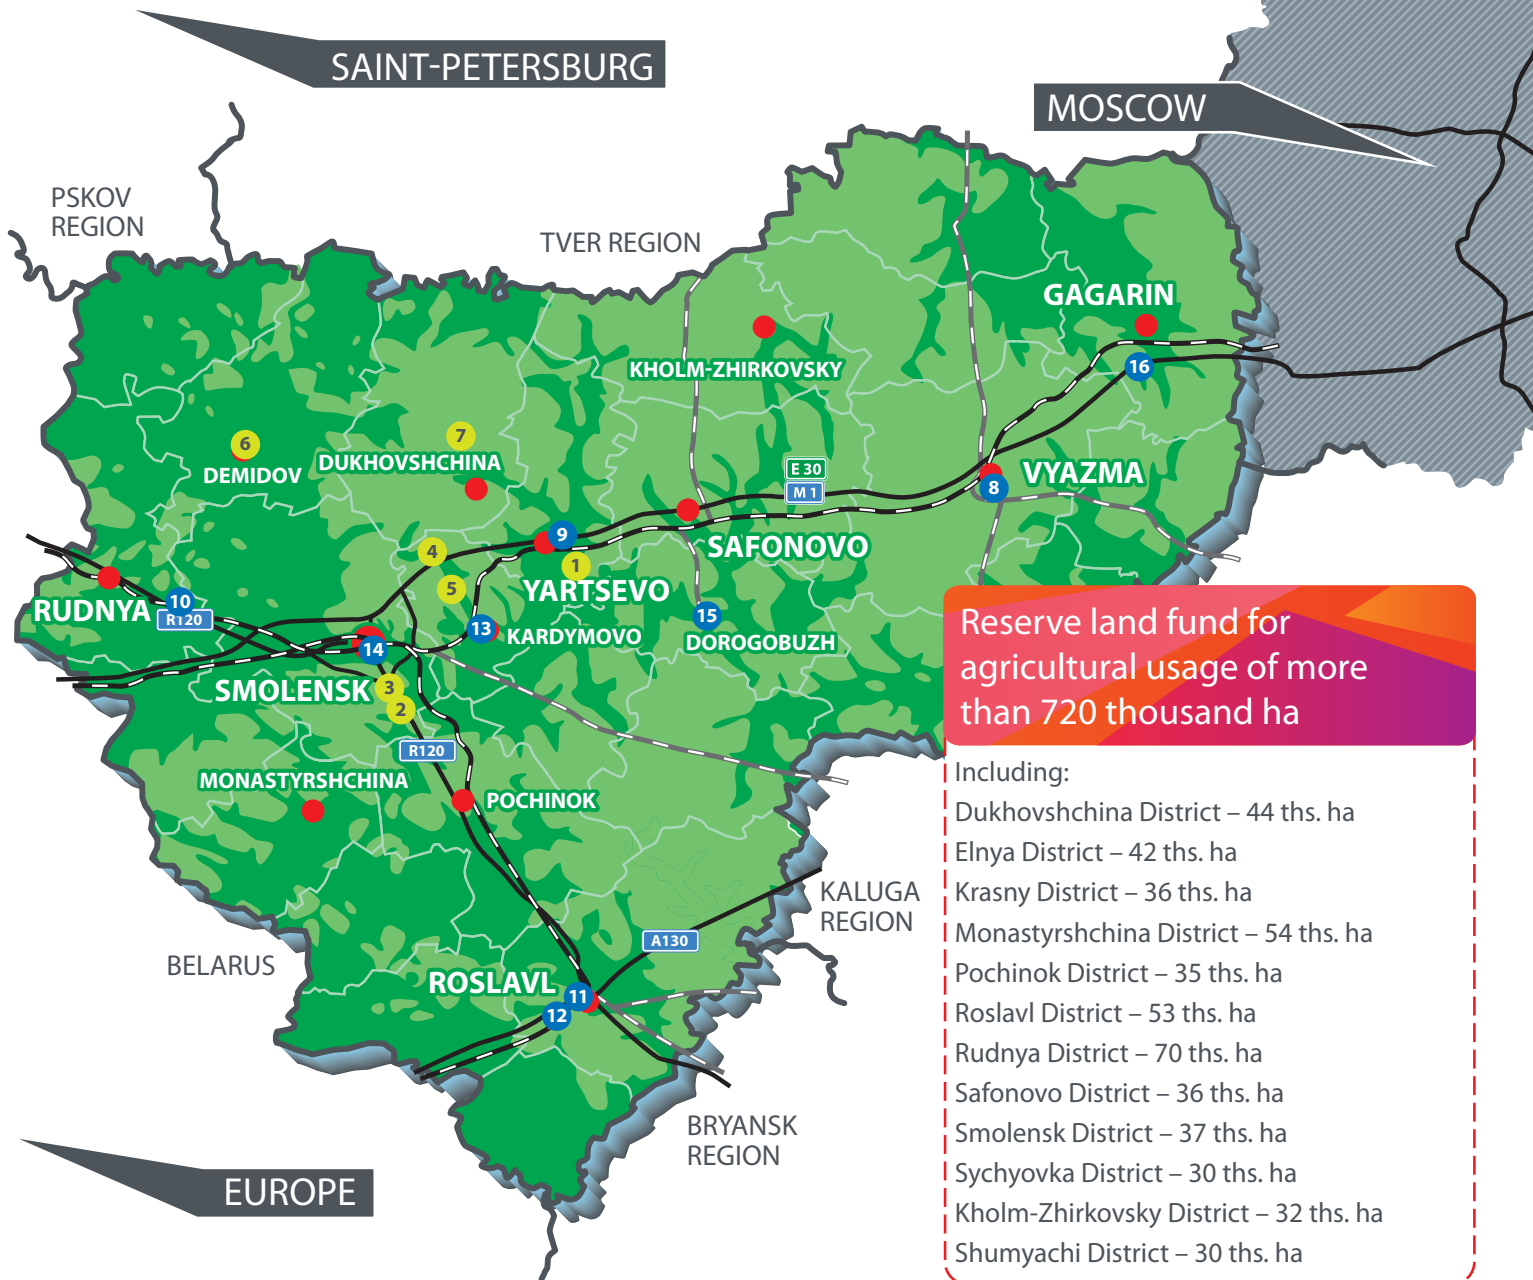 SAINT-PETERSBURG
MOSCOW
PSKOV
REGION
TVER REGION
GAGARIN
KHOLM-ZHIRKOVSKY
16
6
7
DEMIDOV
DUKHOVSHCHINA
E 30
M 1
VYAZMA
8
9
4
SAFONOVO
1
5
YARTSEVO
RUDNYA
10
R120
13
KARDYMOVO
15
DOROGOBUZH
14
SMOLENSK
3
2
R120
MONASTYRSHCHINA
POCHINOK
KALUGA
REGION
A130
BELARUS
ROSLAVL
11
12
BRYANSK
REGION
EUROPE
Reserve land fund for
agricultural usage of more
than 720 thousand ha
Including:
Dukhovshchina District – 44 ths. ha
Elnya District – 42 ths. ha
Krasny District – 36 ths. ha
Monastyrshchina District – 54 ths. ha
Pochinok District – 35 ths. ha
Roslavl District – 53 ths. ha
Rudnya District – 70 ths. ha
Safonovo District – 36 ths. ha
Smolensk District – 37 ths. ha
Sychyovka District – 30 ths. ha
Kholm-Zhirkovsky District – 32 ths. ha
Shumyachi District – 30 ths. ha